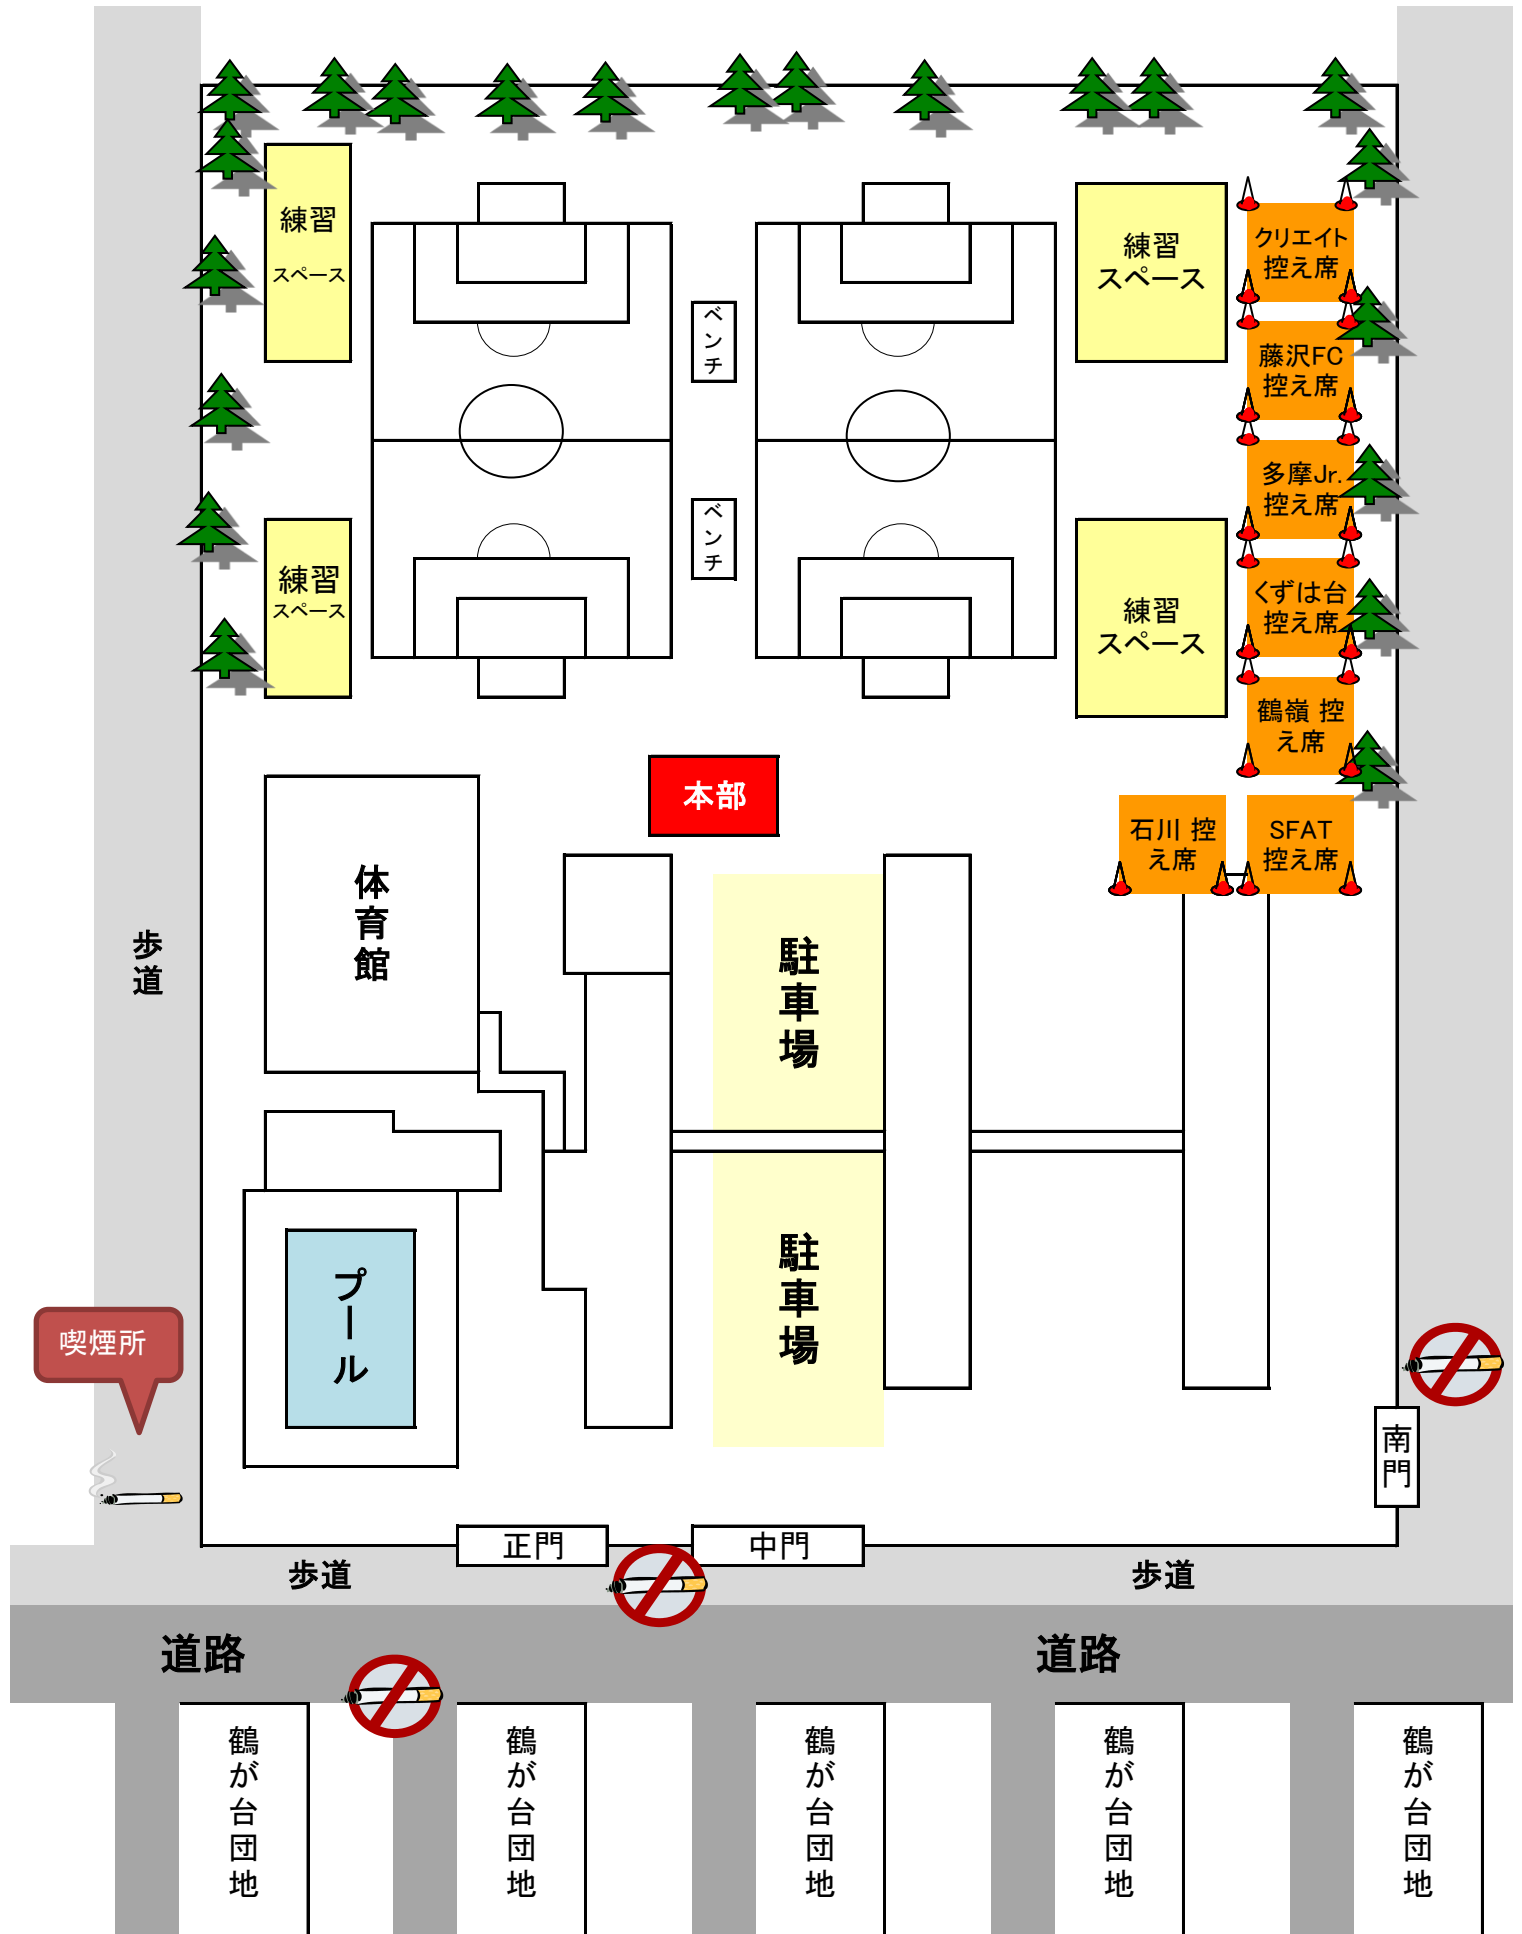 練習
スペース
練習
スペース
クリエイト
控え席
ベンチ
藤沢FC
控え席
多摩Jr.
控え席
ベンチ
練習
スペース
練習
スペース
くずは台
控え席
鶴嶺 控
え席
本部
石川 控
え席
SFAT
控え席
体育館
駐車場
歩道
駐車場
プール
喫煙所
南門
正門
中門
歩道
歩道
道路
道路
鶴が台団地
鶴が台団地
鶴が台団地
鶴が台団地
鶴が台団地